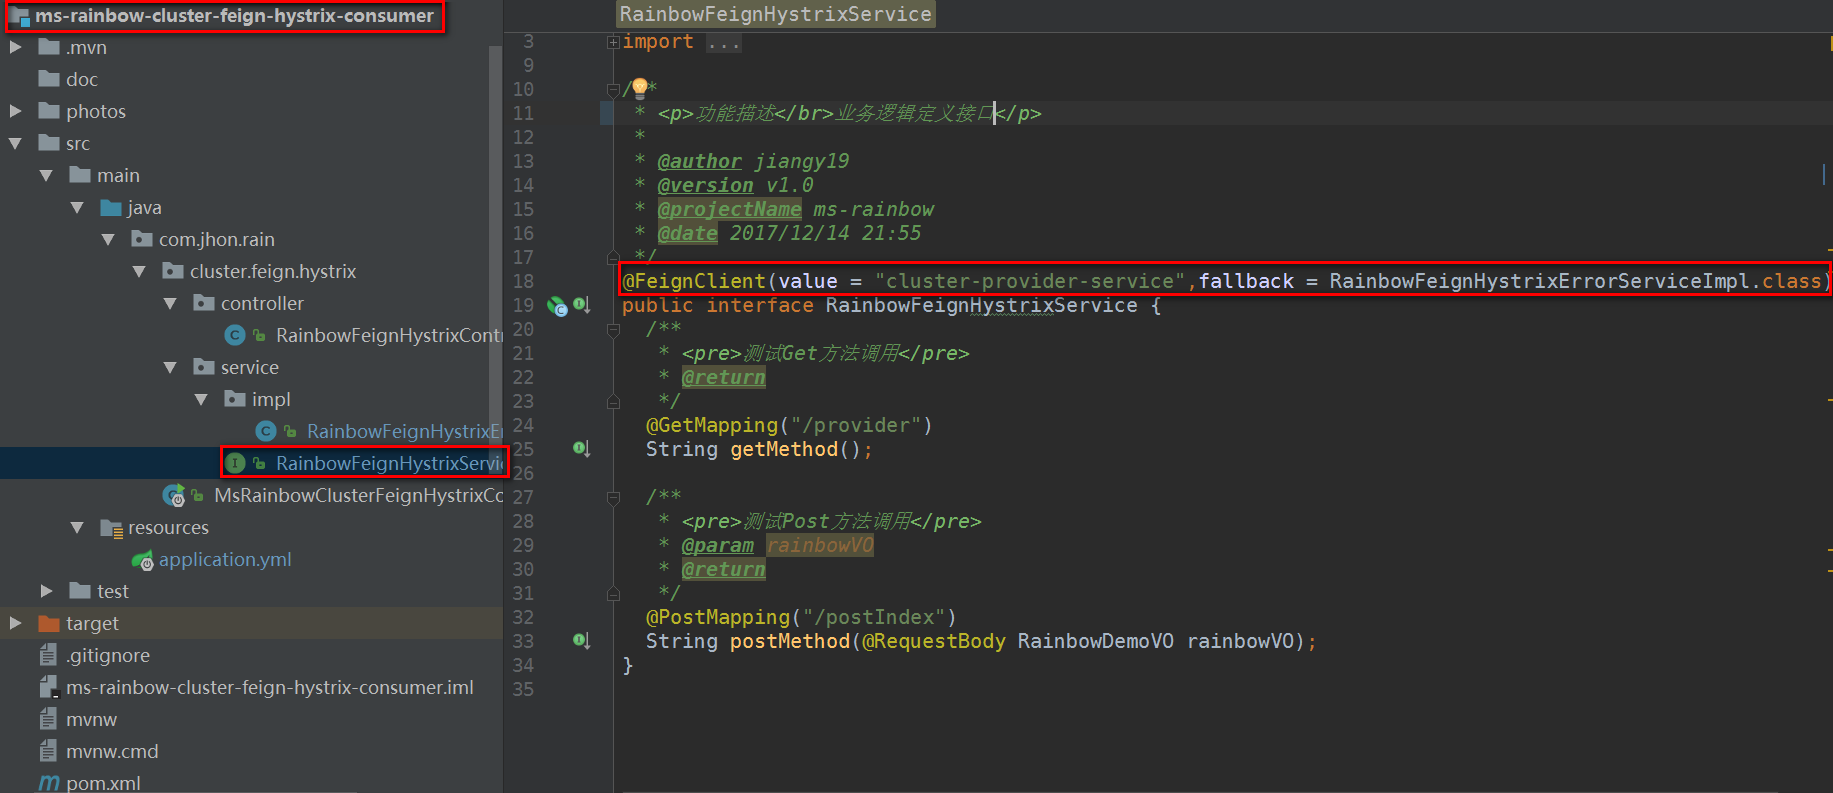 ms-rainbow-cluster-feign-hystrix-consumer
.mvn
doc
photos
src
main
java
com.jhon.rain
cluster.feign.hystrix
controller
RainbowFeignHystrixCont
service
impl
RainbowFeignHystrixEr
RainbowFeignHystrixServic
MsRainbowClusterFeignHystrixCo
resources
application.yml
test
target
.gitignore
ms-rainbow-cluster-feign-hystrix-consumer.iml
mvnw
mvnw.cmd
pom.xml
RainbowFeignHystrixService
3 import ...
9
10 /**
11 * <p>功能描述</br>业务逻辑定义接口</p>
12 *
13 * @author jiangy19
14 * @version v1.0
15 * @projectName ms-rainbow
16 * @date 2017/12/14 21:55
17 */
18 @FeignClient(value = "cluster-provider-service",fallback = RainbowFeignHystrixErrorServiceImpl.class)
19 public interface RainbowFeignHystrixService {
20 /**
21 * <pre>测试Get方法调用</pre>
22 * @return
23 */
24 @GetMapping("/provider")
25 String getMethod();
26
27 /**
28 * <pre>测试Post方法调用</pre>
29 * @param rainbowVO
30 * @return
31 */
32 @PostMapping("/postIndex")
33 String postMethod(@RequestBody RainbowDemoVO rainbowVO);
34 }
35